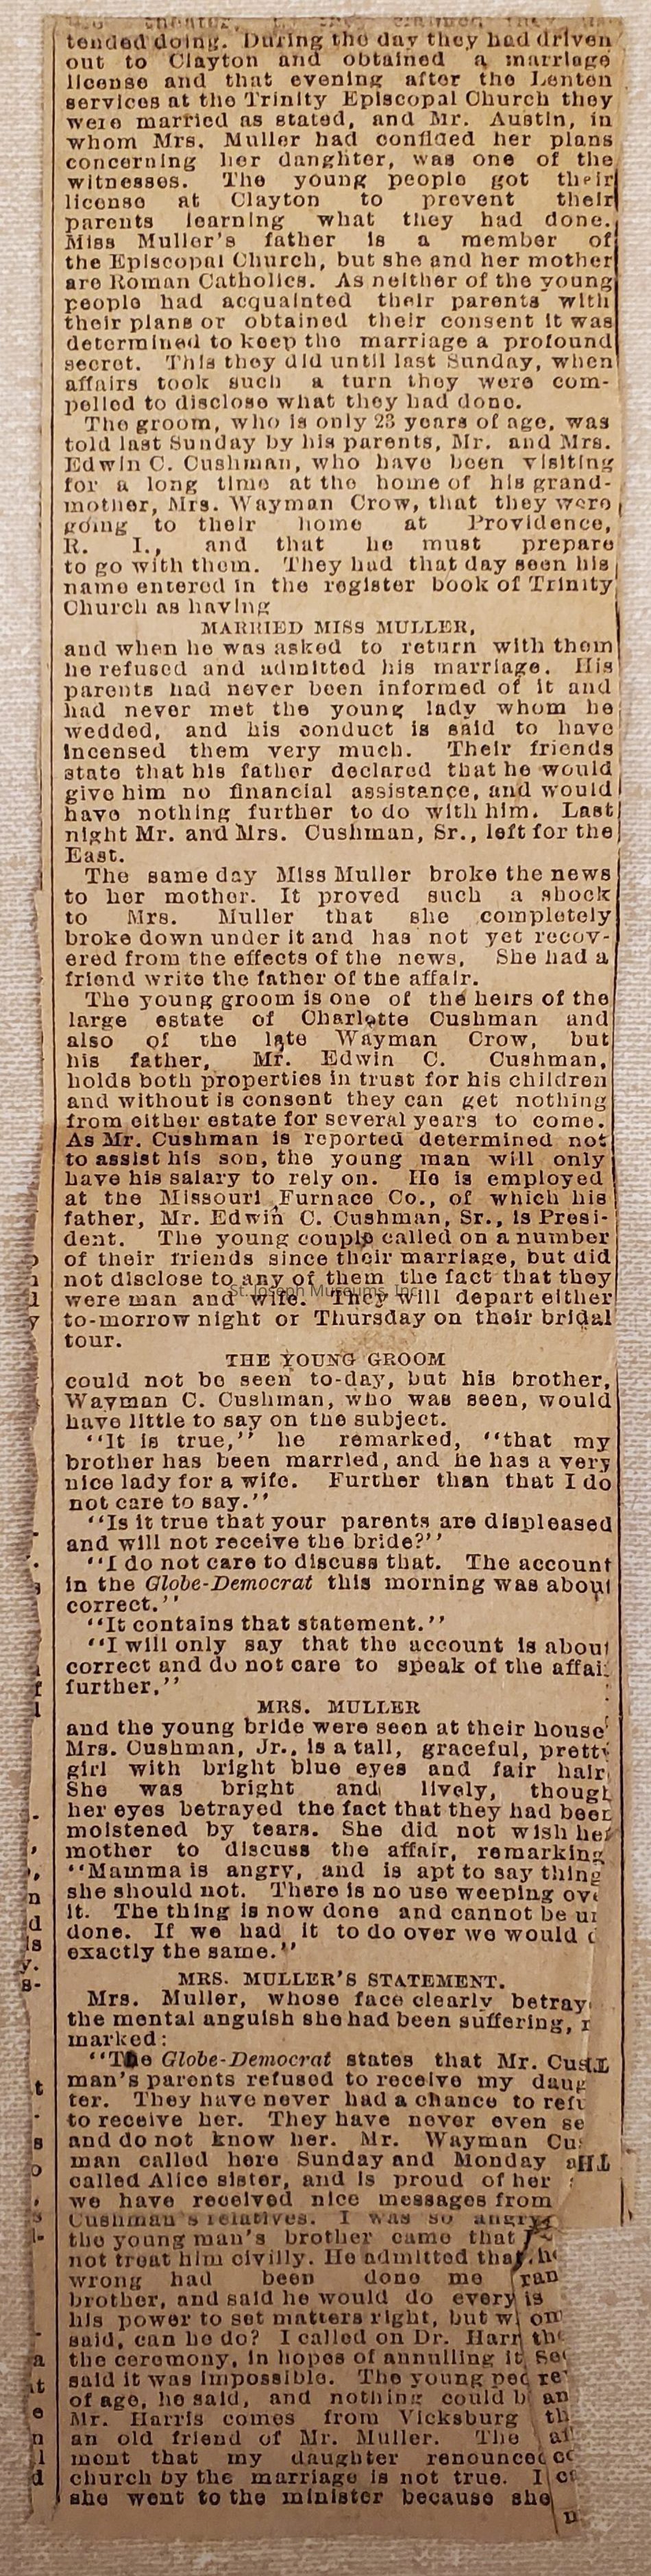 tended doing. During the day they had driven
out to Clayton and obtained a marriage
license and that evening after the Lenten
services at the Trinity Episcopal Church they
were married as stated, and Mr. Austin, in
whom Mrs. Muller had confided her plans
concerning her danghter, was one of the
witnesses. The young people got their
license at Clayton to prevent their
parents learning what they had done.
Miss Muller's father is a member of
the Episcopal Church, but she and her mother
are Roman Catholics. As neither of the young
people had acquainted their parents with
their plans or obtained their consent it was
determined to keep the marriage a profound
secret. This they did until last Sunday, when
affairs took such a turn they were com-
pelled to disclose what they had done.
The groom, who is only 23 years of age, was
told last Sunday by his parents, Mr. and Mrs.
Edwin C. Cushman, who have been visiting
for a long time at the home of his grand-
mother, Mrs. Wayman Crow, that they were
going to their home at Providence,
R. I., and that he must prepare
to go with them. They had that day seen his
name entered in the register book of Trinity
Church as having
MARRIED MISS MULLER,
and when he was asked to return with them
he refused and admitted his marriage. His
parents had never been informed of it and
had never met the young lady whom he
wedded, and his conduct is said to have
incensed them very much. Their friends
state that his father declared that he would
give him no financial assistance, and would
have nothing further to do with him. Last
night Mr. and Mrs. Cushman, Sr., left for the
East.
The same day Miss Muller broke the news
to her mother. It proved such a shock
to Mrs. Muller that she completely
broke down under it and has not yet recov-
ered from the effects of the news. She had a
friend write the father of the affair.
The young groom is one of the heirs of the
large estate of Charlotte Cushman and
also of the late Wayman Crow, but
his father, Mr. Edwin C. Cushman,
holds both properties in trust for his children
and without is consent they can get nothing
from either estate for several years to come.
As Mr. Cushman is reported determined not
to assist his son, the young man will only
have his salary to rely on. He is employed
at the Missouri Furnace Co., of which his
father, Mr. Edwin C. Cushman, Sr., is Presi-
dent. The young couple called on a number
of their friends since their marriage, but did
not disclose to any of them the fact that they
St. Joseph Museums, Inc.
were man and wife. They will depart either
to-morrow night or Thursday on their bridal
tour.
THE YOUNG GROOM
could not be seen to-day, but his brother,
Wayman C. Cushman, who was seen, would
have little to say on the subject.
"It is true," he remarked, "that my
brother has been married, and he has a very
nice lady for a wife. Further than that I do
not care to say."
"Is it true that your parents are displeased
and will not receive the bride?"
"I do not care to discuss that. The account
in the Globe-Democrat this morning was about
correct."
"It contains that statement."
"I will only say that the account is about
correct and do not care to speak of the affai
further."
MRS. MULLER
and the young bride were seen at their house
Mrs. Cushman, Jr., is a tall, graceful, pretty
girl with bright blue eyes and fair hair
She was bright and lively, though
her eyes betrayed the fact that they had been
moistened by tears. She did not wish her
mother to discuss the affair, remarking
"Mamma is angry, and is apt to say thing
she should not. There is no use weeping ove
it. The thing is now done and cannot be un
done. If we had it to do over we would d
exactly the same."
MRS. MULLER'S STATEMENT.
Mrs. Muller, whose face clearly betray
the mental anguish she had been suffering, r
marked:
"The Globe-Democrat states that Mr. Cush
man's parents refused to receive my daug
ter. They have never had a chance to refu
to receive her. They have never even se
and do not know her. Mr. Wayman Cus
man called here Sunday and Monday a
called Alice sister, and is proud of her
we have received nice messages from
Cushman's relatives. I was so angry
the young man's brother came that
not treat him civilly. He admitted that
wrong had been done me
brother, and said he would do every
his power to set matters right, but w
said, can he do? I called on Dr. Harr
the ceremony, in hopes of annulling it
said it was impossible. The young peo
of age, he said, and nothing could b
Mr. Harris comes from Vicksburg
an old friend of Mr. Muller. The
ment that my daughter renounced
church by the marriage is not true. I
she went to the minister because she